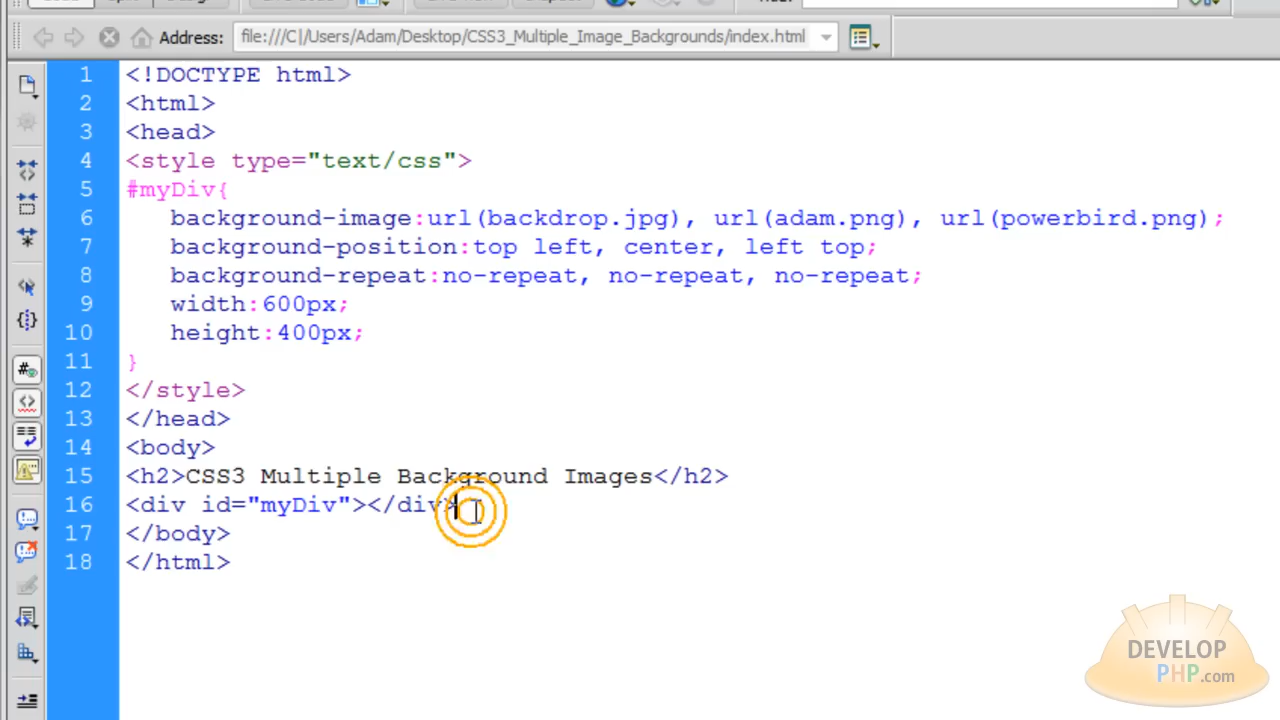 Address: file:///C|/Users/Adam/Desktop/CSS3_Multiple_Image_Backgrounds/index.html
1 <!DOCTYPE html>
2 <html>
3 <head>
4 <style type="text/css">
5 #myDiv{
6 background-image:url(backdrop.jpg), url(adam.png), url(powerbird.png);
7 background-position:top left, center, left top;
8 background-repeat:no-repeat, no-repeat, no-repeat;
9 width:600px;
10 height:400px;
11 }
12 </style>
13 </head>
14 <body>
15 <h2>CSS3 Multiple Background Images</h2>
16 <div id="myDiv"></div>
17 </body>
18 </html>
DEVELOP
PHP.com